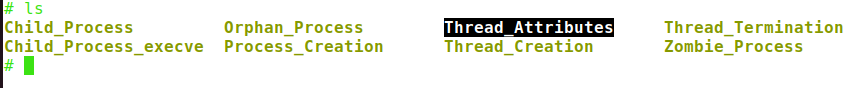 # ls
Child_Process Orphan_Process Thread_Attributes Thread_Termination
Child_Process_execve Process_Creation Thread_Creation Zombie_Process
#